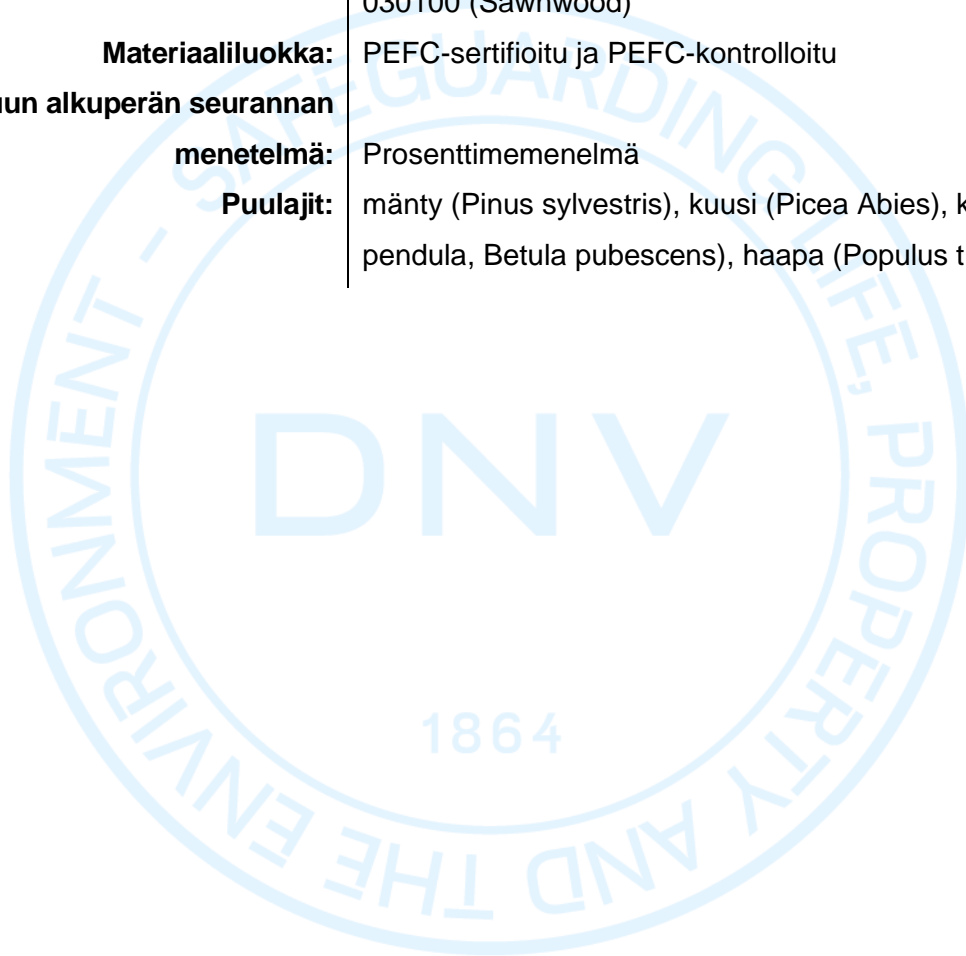 030100 (Sawnwood)
Materiaaliluokka: PEFC-sertifioitu ja PEFC-kontrolloitu
alkuperän seurannan
menetelmä: Prosenttimemenelmä
Puulajit: mänty (Pinus sylvestris), kuusi (Picea Abies),
pendula, Betula pubescens), haapa (Populus
SAFEGUARDING LIFE, PROPERTY AND THE ENVIRONMENT -
DNV
1864